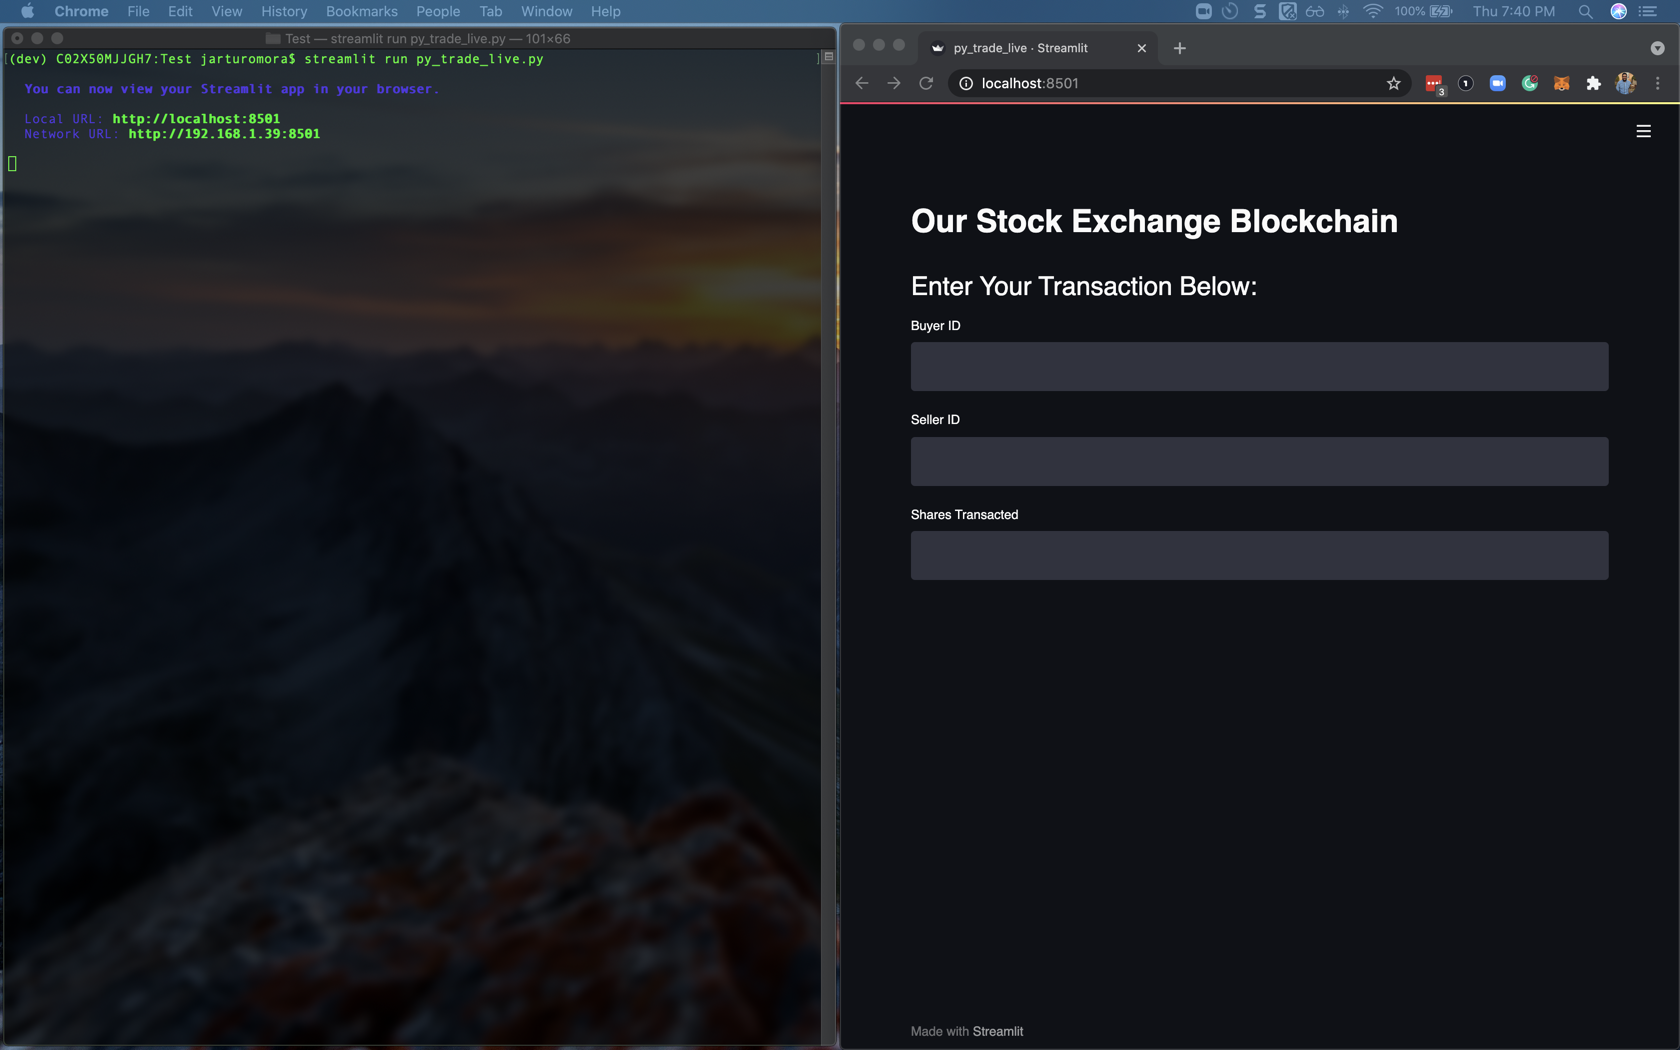 Chrome File Edit View History Bookmarks People Tab Window Help
100% Thu 7:40 PM
Test — streamlit run py_trade_live.py — 101×66
(dev) C02X50MJJGH7:Test jarturomora$ streamlit run py_trade_live.py
You can now view your Streamlit app in your browser.
Local URL: http://localhost:8501
Network URL: http://192.168.1.39:8501
py_trade_live · Streamlit
localhost:8501
3
1
Our Stock Exchange Blockchain
Enter Your Transaction Below:
Buyer ID
Seller ID
Shares Transacted
Made with Streamlit